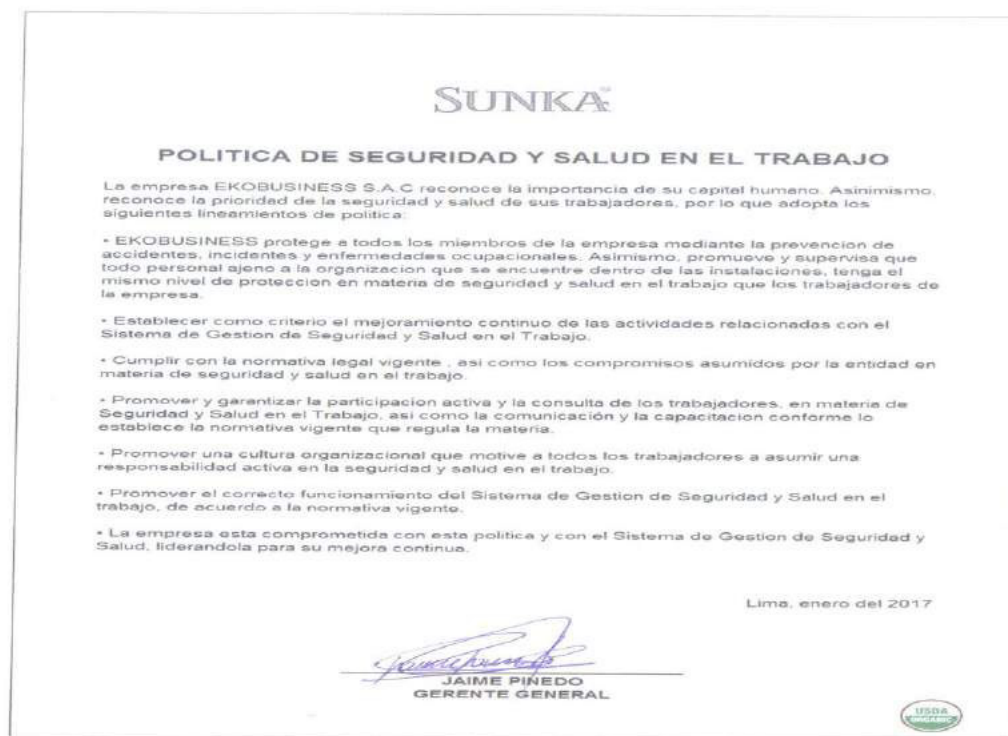 SUNKA
POLITICA DE SEGURIDAD Y SALUD EN EL TRABAJO
La empresa EKOBUSINESS S.A.C reconoce la importancia de su capital humano. Asinimismo,
reconoce la prioridad de la seguridad y salud de sus trabajadores, por lo que adopta los
siguientes lineamientos de politica:
• EKOBUSINESS protege a todos los miembros de la empresa mediante la prevencion de
accidentes, incidentes y enfermedades ocupacionales. Asimismo, promueve y supervisa que
todo personal ajeno a la organizacion que se encuentre dentro de las instalaciones, tenga el
mismo nivel de proteccion en materia de seguridad y salud en el trabajo que los trabajadores de
la empresa.
• Establecer como criterio el mejoramiento continuo de las actividades relacionadas con el
Sistema de Gestion de Seguridad y Salud en el Trabajo.
• Cumplir con la normativa legal vigente , asi como los compromisos asumidos por la entidad en
materia de seguridad y salud en el trabajo.
• Promover y garantizar la participacion activa y la consulta de los trabajadores, en materia de
Seguridad y Salud en el Trabajo, asi como la comunicación y la capacitacion conforme lo
establece la normativa vigente que regula la materia.
• Promover una cultura organizacional que motive a todos los trabajadores a asumir una
responsabilidad activa en la seguridad y salud en el trabajo.
• Promover el correcto funcionamiento del Sistema de Gestion de Seguridad y Salud en el
trabajo, de acuerdo a la normativa vigente.
• La empresa esta comprometida con esta politica y con el Sistema de Gestion de Seguridad y
Salud, liderandola para su mejora continua.
Lima, enero del 2017
JAIME PINEDO
GERENTE GENERAL
USDA
ORGANIC